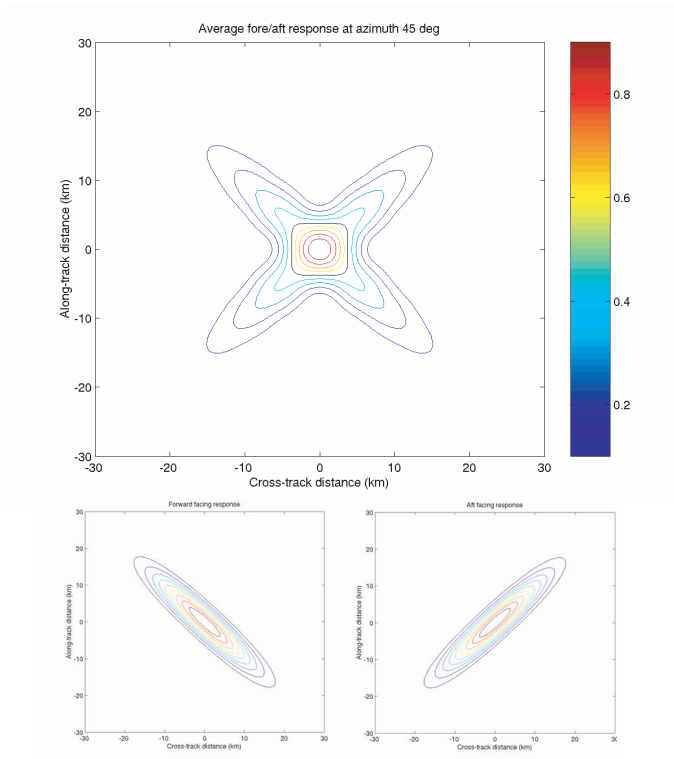 Average fore/aft response at azimuth 45 deg
30
20
10
0
-10
-20
-30
Along-track distance (km)
-30 -20 -10 0 10 20 30
Cross-track distance (km)
0.8
0.6
0.4
0.2
Forward facing response
30
20
10
0
-10
-20
-30
Along-track distance (km)
-30 -20 -10 0 10 20 30
Cross-track distance (km)
Aft facing response
30
20
10
0
-10
-20
-30
Along-track distance (km)
-30 -20 -10 0 10 20 30
Cross-track distance (km)